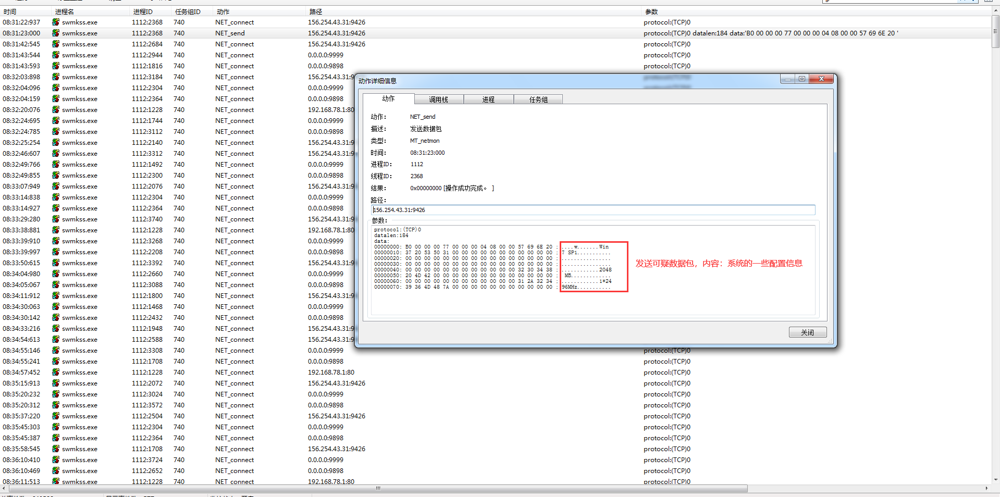 时间 进程名 进程ID 任务组ID 动作 路径 参数
08:31:22:937 swmkss.exe 1112:2368 740 NET_connect 156.254.43.31:9426 protocol:(TCP)0
08:31:23:000 swmkss.exe 1112:2368 740 NET_send 156.254.43.31:9426 protocol:(TCP)0 datalen:184 data:'B0 00 00 00 77 00 00 00 04 08 00 00 57 69 6E 20 '
08:31:42:545 swmkss.exe 1112:2684 740 NET_connect 156.254.43.31:9426 protocol:(TCP)0
08:31:43:544 swmkss.exe 1112:2944 740 NET_connect 0.0.0.0:9999 protocol:(TCP)0
08:31:43:593 swmkss.exe 1112:1816 740 NET_connect 0.0.0.0:9898 protocol:(TCP)0
08:32:03:898 swmkss.exe 1112:3184 740 NET_connect 156.254.43.31:9
08:32:04:096 swmkss.exe 1112:2304 740 NET_connect 0.0.0.0:9999
08:32:04:159 swmkss.exe 1112:2364 740 NET_connect 0.0.0.0:9898
08:32:20:076 swmkss.exe 1112:1228 740 NET_connect 192.168.78.1:80
08:32:24:695 swmkss.exe 1112:1744 740 NET_connect 0.0.0.0:9999
08:32:24:785 swmkss.exe 1112:3112 740 NET_connect 0.0.0.0:9898
08:32:25:254 swmkss.exe 1112:2140 740 NET_connect 156.254.43.31:9
08:32:46:607 swmkss.exe 1112:3312 740 NET_connect 156.254.43.31:9
08:32:49:766 swmkss.exe 1112:1492 740 NET_connect 0.0.0.0:9999
08:32:49:855 swmkss.exe 1112:2300 740 NET_connect 0.0.0.0:9898
08:33:07:949 swmkss.exe 1112:2076 740 NET_connect 156.254.43.31:9
08:33:14:838 swmkss.exe 1112:2304 740 NET_connect 0.0.0.0:9999
08:33:14:927 swmkss.exe 1112:2364 740 NET_connect 0.0.0.0:9898
08:33:29:280 swmkss.exe 1112:3740 740 NET_connect 156.254.43.31:9
08:33:38:881 swmkss.exe 1112:1228 740 NET_connect 192.168.78.1:80
08:33:39:910 swmkss.exe 1112:3268 740 NET_connect 0.0.0.0:9999
08:33:39:997 swmkss.exe 1112:2208 740 NET_connect 0.0.0.0:9898
08:33:50:615 swmkss.exe 1112:3392 740 NET_connect 156.254.43.31:9
08:34:04:980 swmkss.exe 1112:2660 740 NET_connect 0.0.0.0:9999
08:34:05:067 swmkss.exe 1112:3088 740 NET_connect 0.0.0.0:9898
08:34:11:912 swmkss.exe 1112:1800 740 NET_connect 156.254.43.31:9
08:34:30:063 swmkss.exe 1112:1468 740 NET_connect 0.0.0.0:9999
08:34:30:142 swmkss.exe 1112:2432 740 NET_connect 0.0.0.0:9898
08:34:33:216 swmkss.exe 1112:1948 740 NET_connect 156.254.43.31:9
08:34:54:613 swmkss.exe 1112:2588 740 NET_connect 156.254.43.31:9
08:34:55:146 swmkss.exe 1112:3308 740 NET_connect 0.0.0.0:9999 protocol:(TCP)0
08:34:55:241 swmkss.exe 1112:1708 740 NET_connect 0.0.0.0:9898 protocol:(TCP)0
08:34:57:452 swmkss.exe 1112:1228 740 NET_connect 192.168.78.1:80 protocol:(TCP)0
08:35:15:913 swmkss.exe 1112:2072 740 NET_connect 156.254.43.31:9426 protocol:(TCP)0
08:35:20:232 swmkss.exe 1112:3024 740 NET_connect 0.0.0.0:9999 protocol:(TCP)0
08:35:20:312 swmkss.exe 1112:3572 740 NET_connect 0.0.0.0:9898 protocol:(TCP)0
08:35:37:220 swmkss.exe 1112:2504 740 NET_connect 156.254.43.31:9426 protocol:(TCP)0
08:35:45:303 swmkss.exe 1112:2304 740 NET_connect 0.0.0.0:9999 protocol:(TCP)0
08:35:45:387 swmkss.exe 1112:2364 740 NET_connect 0.0.0.0:9898 protocol:(TCP)0
08:35:58:545 swmkss.exe 1112:1708 740 NET_connect 156.254.43.31:9426 protocol:(TCP)0
08:36:10:410 swmkss.exe 1112:3724 740 NET_connect 0.0.0.0:9999 protocol:(TCP)0
08:36:10:469 swmkss.exe 1112:2652 740 NET_connect 0.0.0.0:9898 protocol:(TCP)0
08:36:11:513 swmkss.exe 1112:1228 740 NET_connect 192.168.78.1:80 protocol:(TCP)0
动作详细信息
动作 调用栈 进程 任务组
动作: NET_send
描述: 发送数据包
类型: MT_netmon
时间: 08:31:23:000
进程ID: 1112
线程ID: 2368
结果: 0x00000000 [操作成功完成。 ]
路径:
156.254.43.31:9426
参数:
protocol:(TCP)0
datalen:184
data:
00000000: B0 00 00 00 77 00 00 00 04 08 00 00 57 69 6E 20 : ....w.......Win
00000010: 37 20 53 50 31 00 00 00 00 00 00 00 00 00 00 00 : 7 SP1...........
00000020: 00 00 00 00 00 00 00 00 00 00 00 00 00 00 00 00 : ................
00000030: 00 00 00 00 00 00 00 00 00 00 00 00 00 00 00 00 : ................
00000040: 00 00 00 00 00 00 00 00 00 00 00 00 32 30 34 38 : ............2048
00000050: 20 4D 42 00 00 00 00 00 00 00 00 00 00 00 00 00 :  MB.............
00000060: 00 00 00 00 00 00 00 00 00 00 00 00 31 2A 32 34 : ............1*24
00000070: 39 36 4D 48 7A 00 00 00 00 00 00 00 00 00 00 00 : 96MHz...........
发送可疑数据包，内容：系统的一些配置信息
关闭